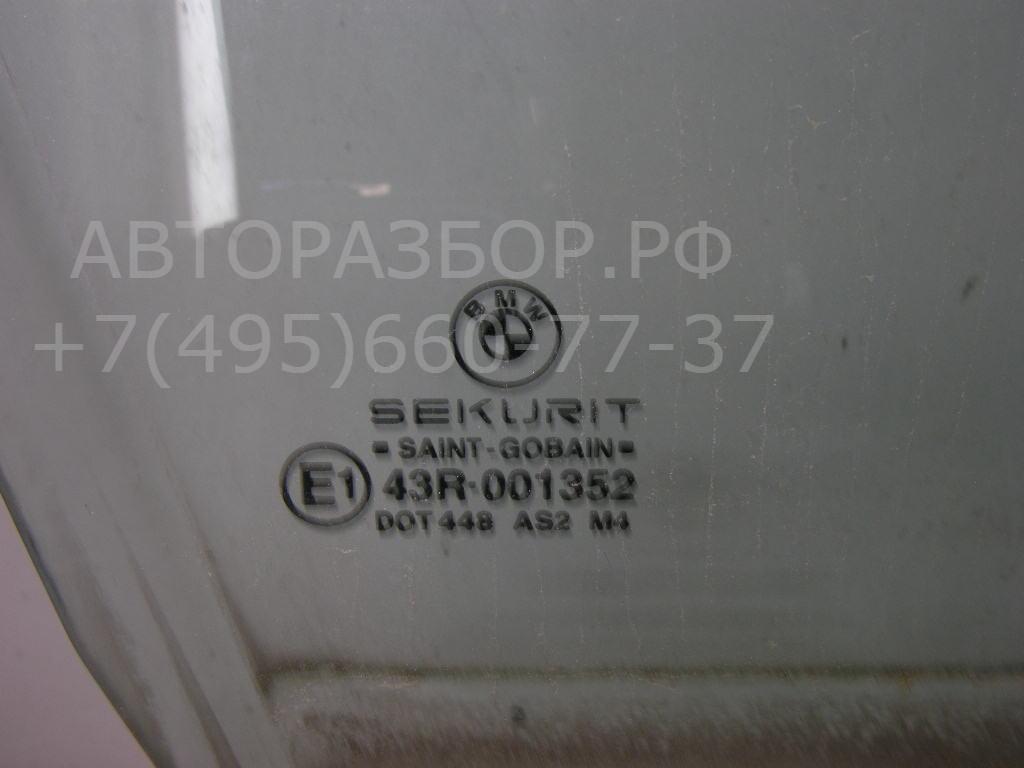 АВТОРАЗБОР.РФ
BMW
+7(495)660-77-37
SEKURIT
- SAINT-GOBAIN -
E1 43R-001352
DOT 448 AS2 M4